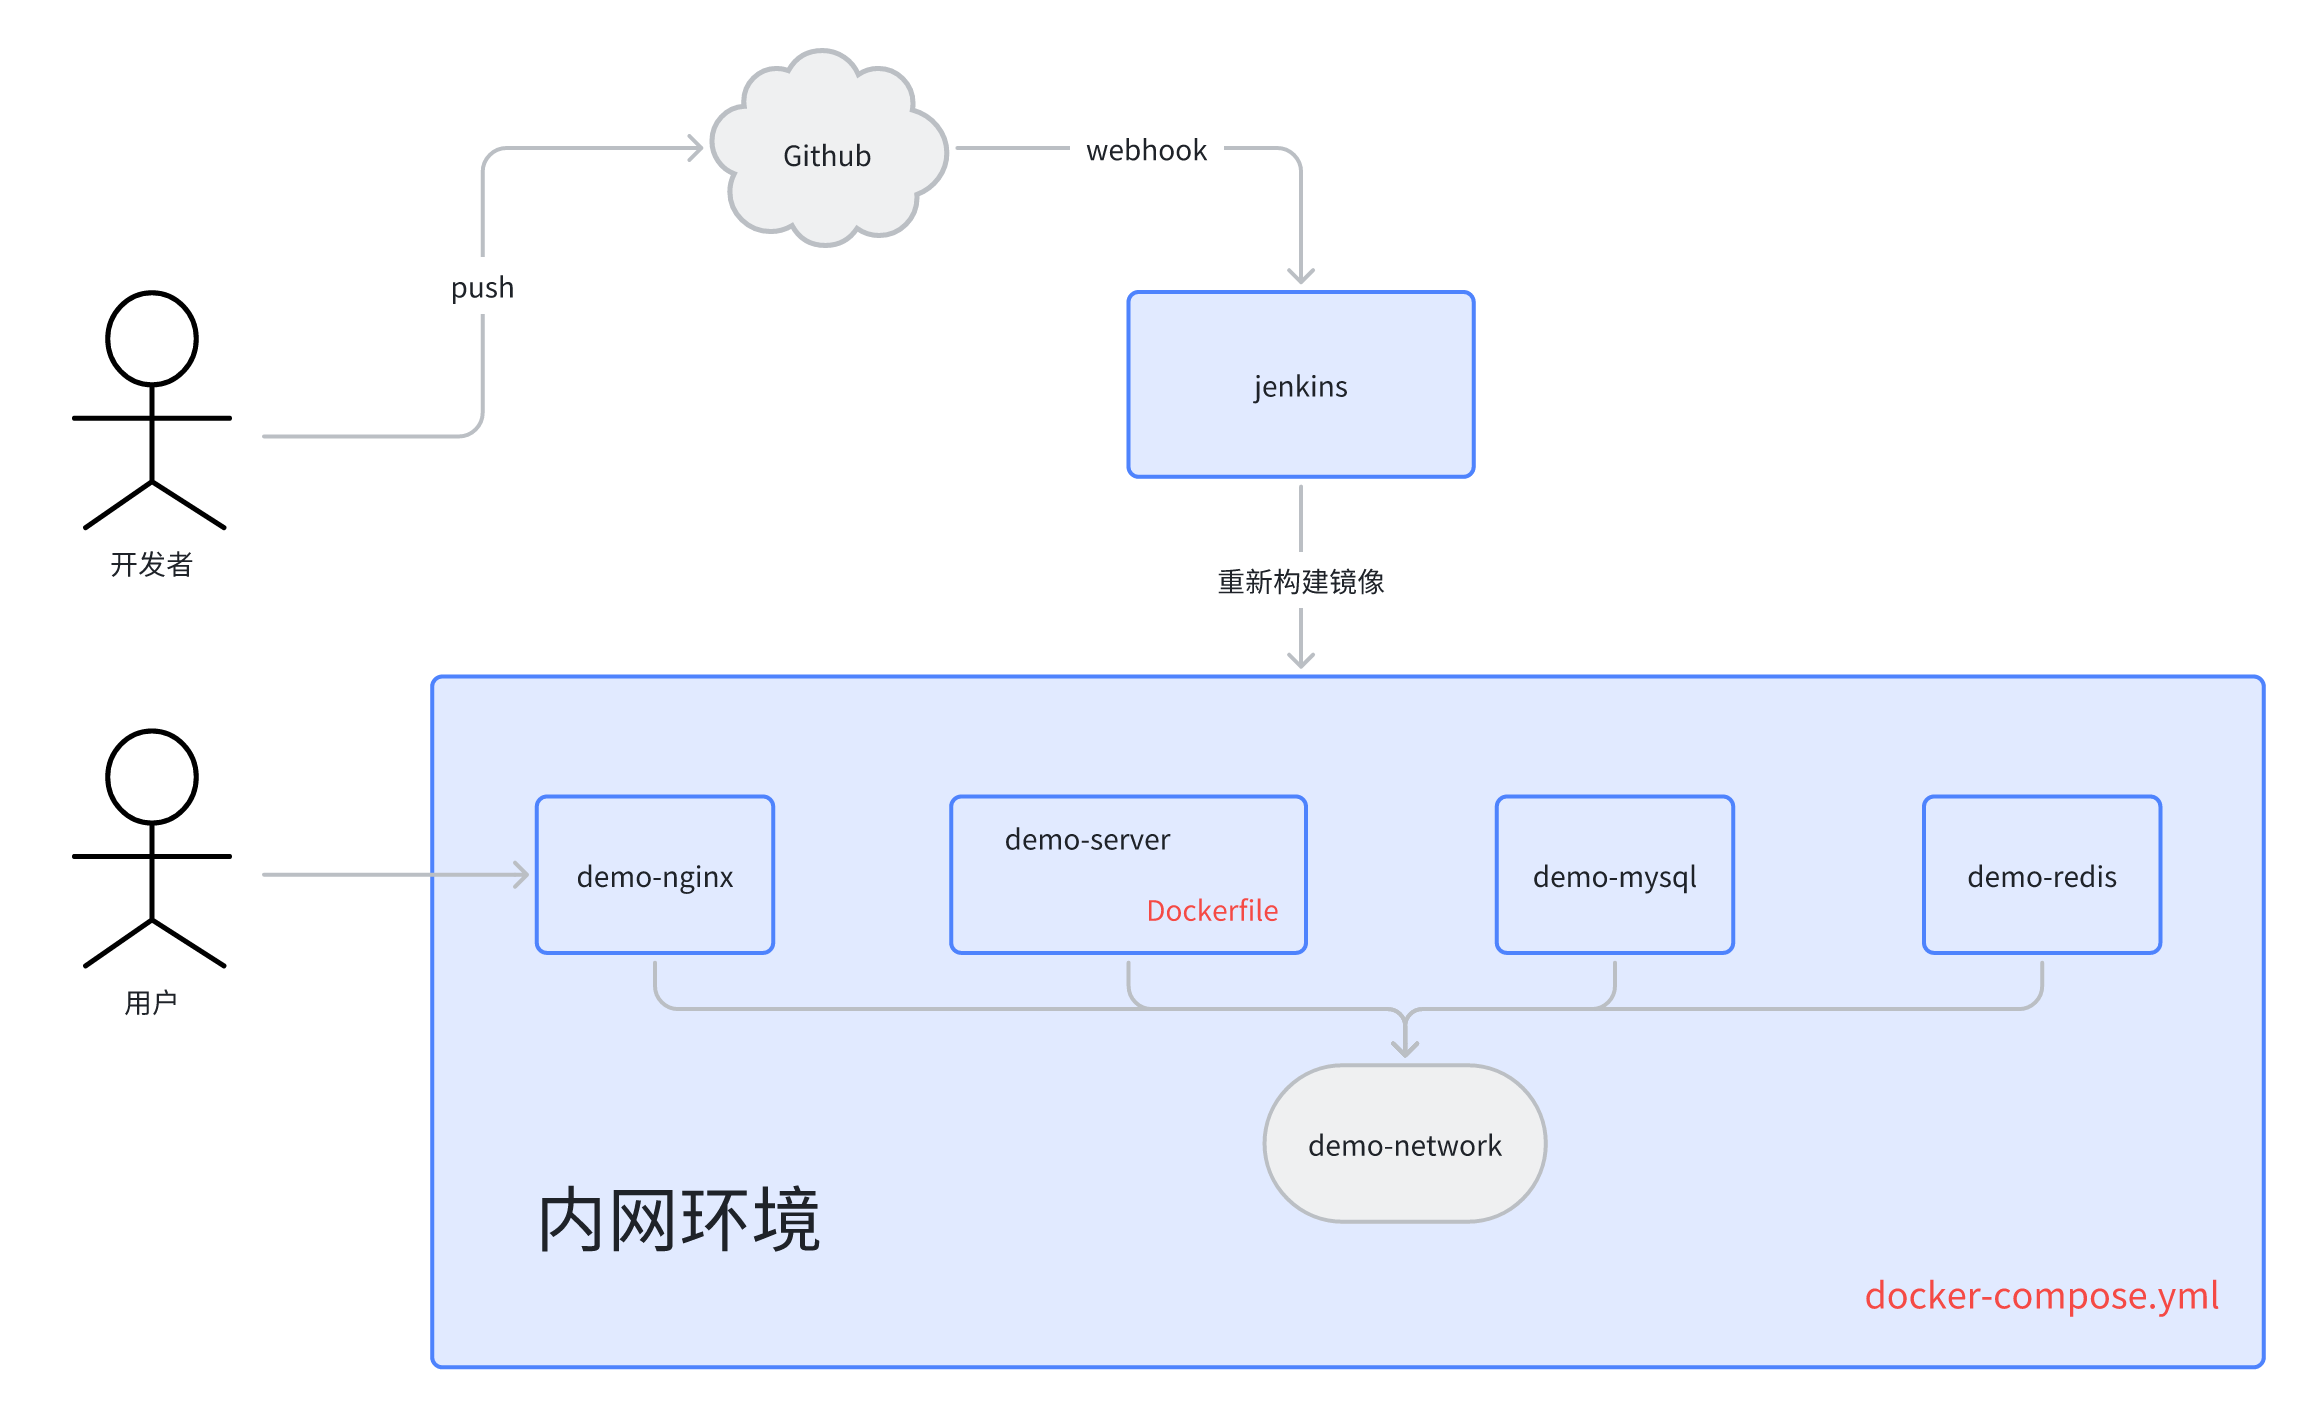 Github
webhook
push
jenkins
开发者
重新构建镜像
demo-server
demo-nginx
demo-mysql
demo-redis
Dockerfile
用户
demo-network
内网环境
docker-compose.yml